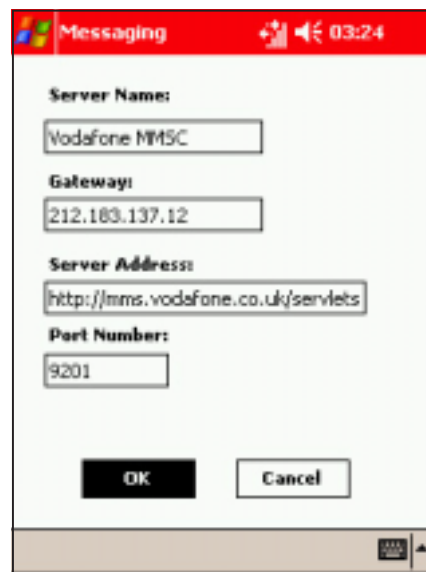 Messaging 03:24
Server Name:
Vodafone MMSC
Gateway:
212.183.137.12
Server Address:
http://mms.vodafone.co.uk/servlets
Port Number:
9201
OK Cancel